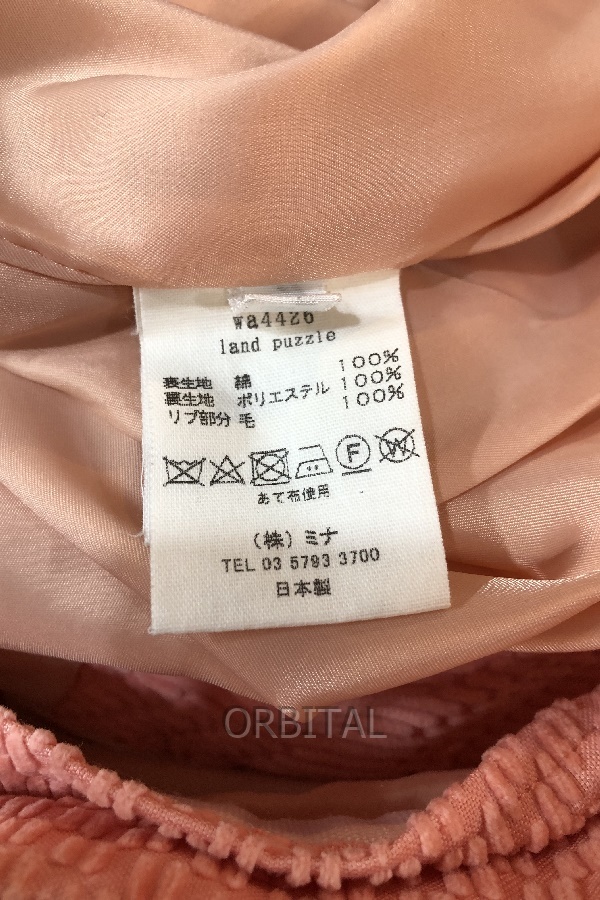 wa4426
land puzzle
表生地 綿 100%
裏生地 ポリエステル 100%
リブ部分 毛 100%
F W
あて布使用
（株）ミナ
TEL 03 5793 3700
日本製
ORBITAL